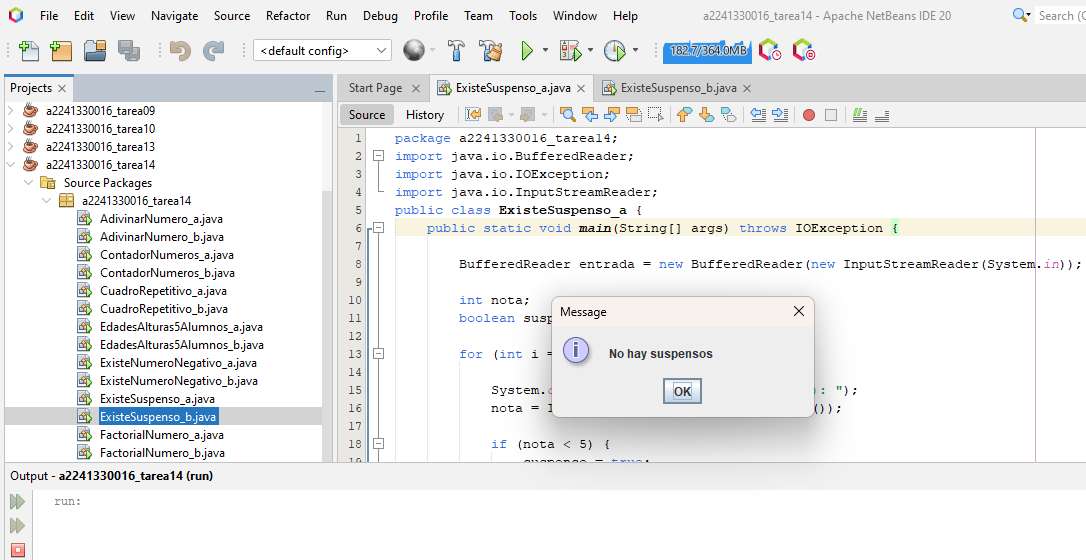 File Edit View Navigate Source Refactor Run Debug Profile Team Tools Window Help a2241330016_tarea14 - Apache NetBeans IDE 20 Search (C
<default config> 182.7/364.0MB
Projects Start Page ExisteSuspenso_a.java ExisteSuspenso_b.java
Source History
a2241330016_tarea09
a2241330016_tarea10
a2241330016_tarea13
a2241330016_tarea14
Source Packages
a2241330016_tarea14
AdivinarNumero_a.java
AdivinarNumero_b.java
ContadorNumeros_a.java
ContadorNumeros_b.java
CuadroRepetitivo_a.java
CuadroRepetitivo_b.java
EdadesAlturas5Alumnos_a.java
EdadesAlturas5Alumnos_b.java
ExisteNumeroNegativo_a.java
ExisteNumeroNegativo_b.java
ExisteSuspenso_a.java
ExisteSuspenso_b.java
FactorialNumero_a.java
FactorialNumero_b.java
1 package a2241330016_tarea14;
2 import java.io.BufferedReader;
3 import java.io.IOException;
4 import java.io.InputStreamReader;
5 public class ExisteSuspenso_a {
6 public static void main(String[] args) throws IOException {
7
8 BufferedReader entrada = new BufferedReader(new InputStreamReader(System.in));
9
10 int nota;
11 boolean susp
12
13 for (int i =
14
15 System. ): ");
16 nota = I ());
17
18 if (nota < 5) {
19 suspenso = true;
Message
No hay suspensos
OK
Output - a2241330016_tarea14 (run)
run: